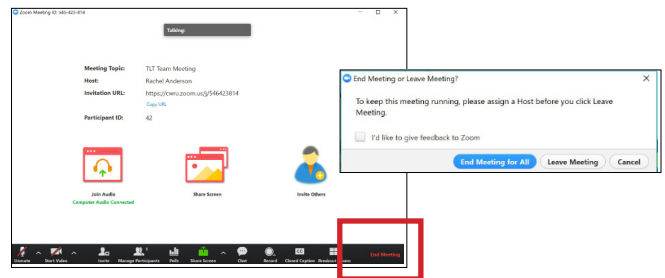 Zoom Meeting ID: 546-423-814
Talking:
Meeting Topic: TLT Team Meeting
Host: Rachel Anderson
Invitation URL: https://cwru.zoom.us/j/546423814
Copy URL
Participant ID: 42
Join Audio
Computer Audio Connected
Share Screen
Invite Others
Unmute Start Video Invite Manage Participants 1 Polls Share Screen Chat Record Closed Caption Breakout Rooms End Meeting
End Meeting or Leave Meeting?
To keep this meeting running, please assign a Host before you click Leave
Meeting.
I'd like to give feedback to Zoom
End Meeting for All Leave Meeting Cancel